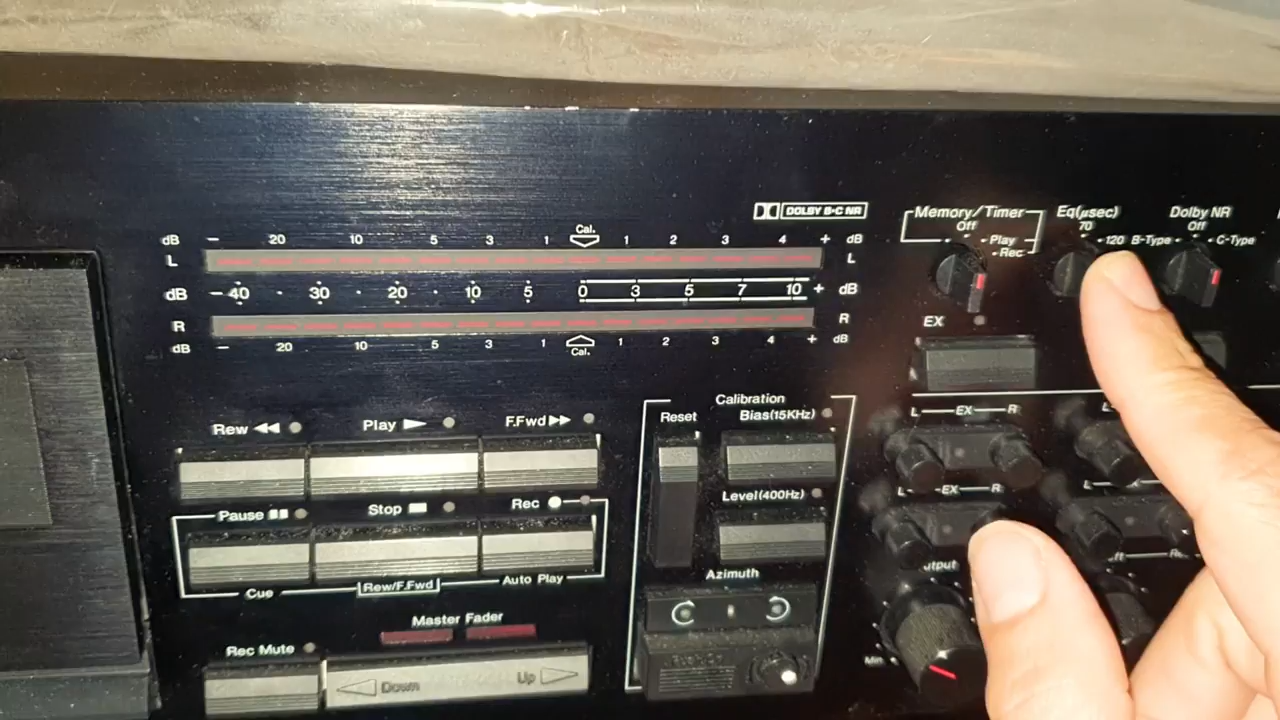 DOLBY B·C NR
Memory/Timer
Off
Play
Rec
Eq(μsec)
70
120
Dolby NR
Off
B-Type
C-Type
dB − 20 10 5 3 1 Cal. 1 2 3 4 + dB
L L
dB −40 30 20 10 5 0 3 5 7 10 + dB
R R
dB − 20 10 5 3 1 Cal. 1 2 3 4 + dB
EX
Rew
Play
F.Fwd
Pause
Stop
Rec
Cue
Rew/F.Fwd
Auto Play
Master Fader
Rec Mute
Down
Up
Calibration
Reset
Bias(15KHz)
Level(400Hz)
Azimuth
L EX R
L
L EX R
L
Min